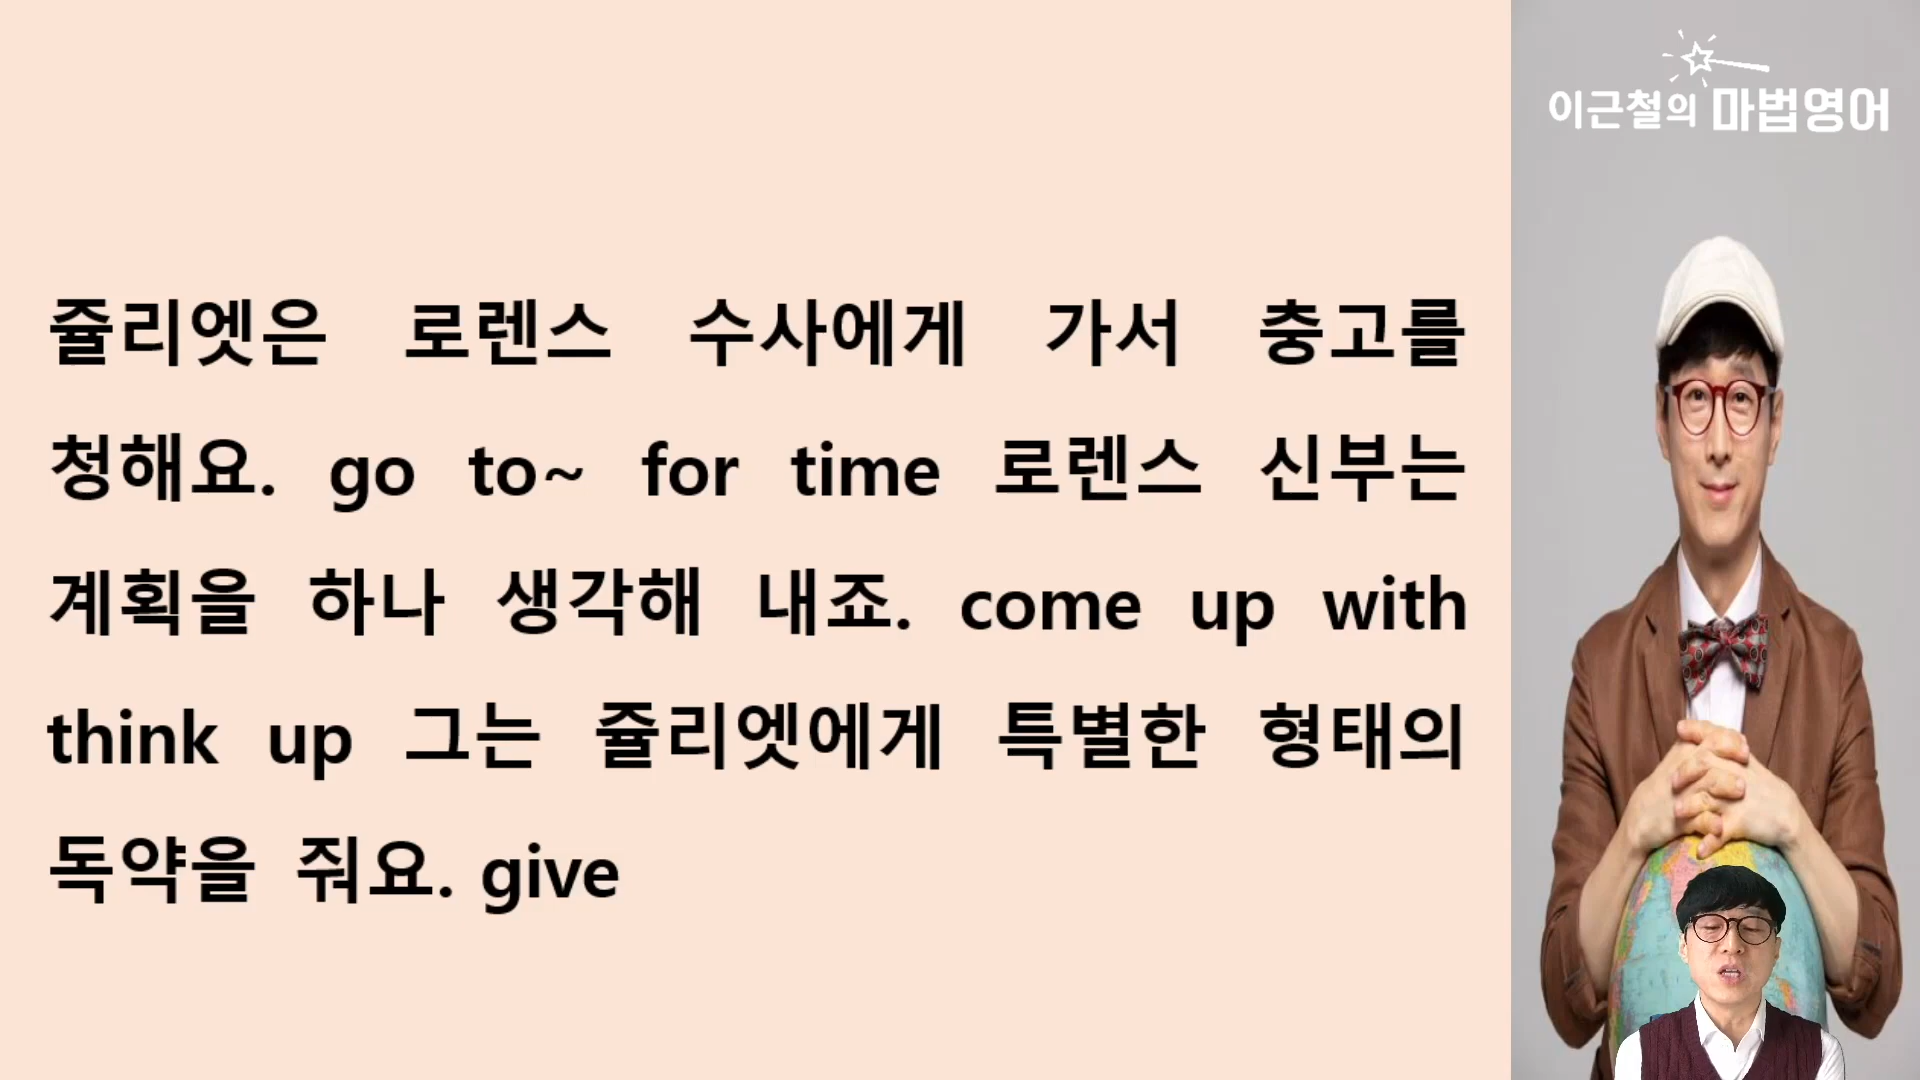 쥴리엣은 로렌스 수사에게 가서 충고를
청해요. go to~ for time 로렌스 신부는
계획을 하나 생각해 내죠. come up with
think up 그는 쥴리엣에게 특별한 형태의
독약을 줘요. give
이근철의 마법영어